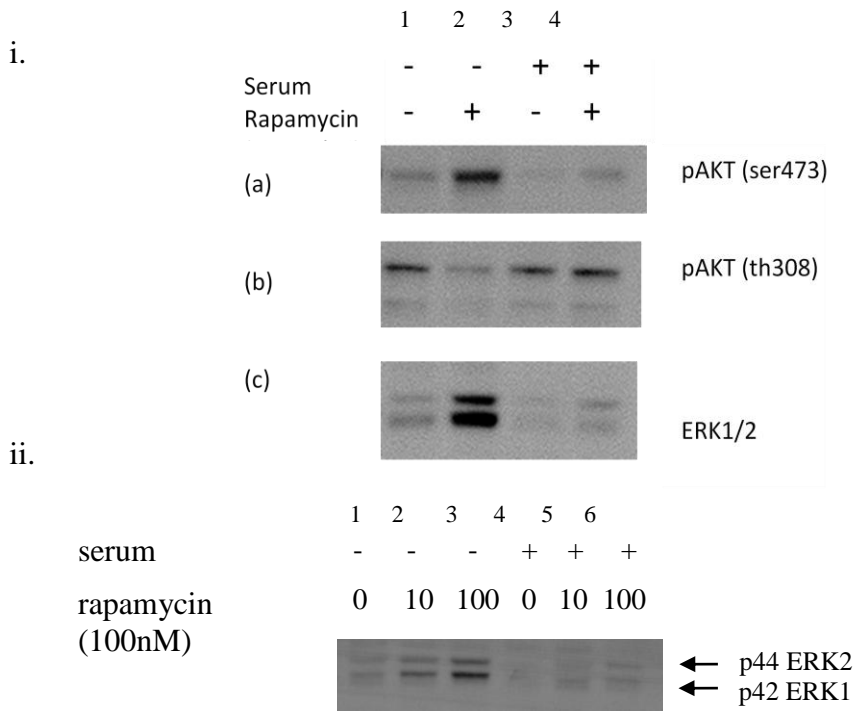 1 2 3 4
i.
- - + +
Serum
Rapamycin - + - +
(a) pAKT (ser473)
(b) pAKT (th308)
(c)
ERK1/2
ii.
1 2 3 4 5 6
serum - - - + + +
rapamycin 0 10 100 0 10 100
(100nM)
p44 ERK2
p42 ERK1